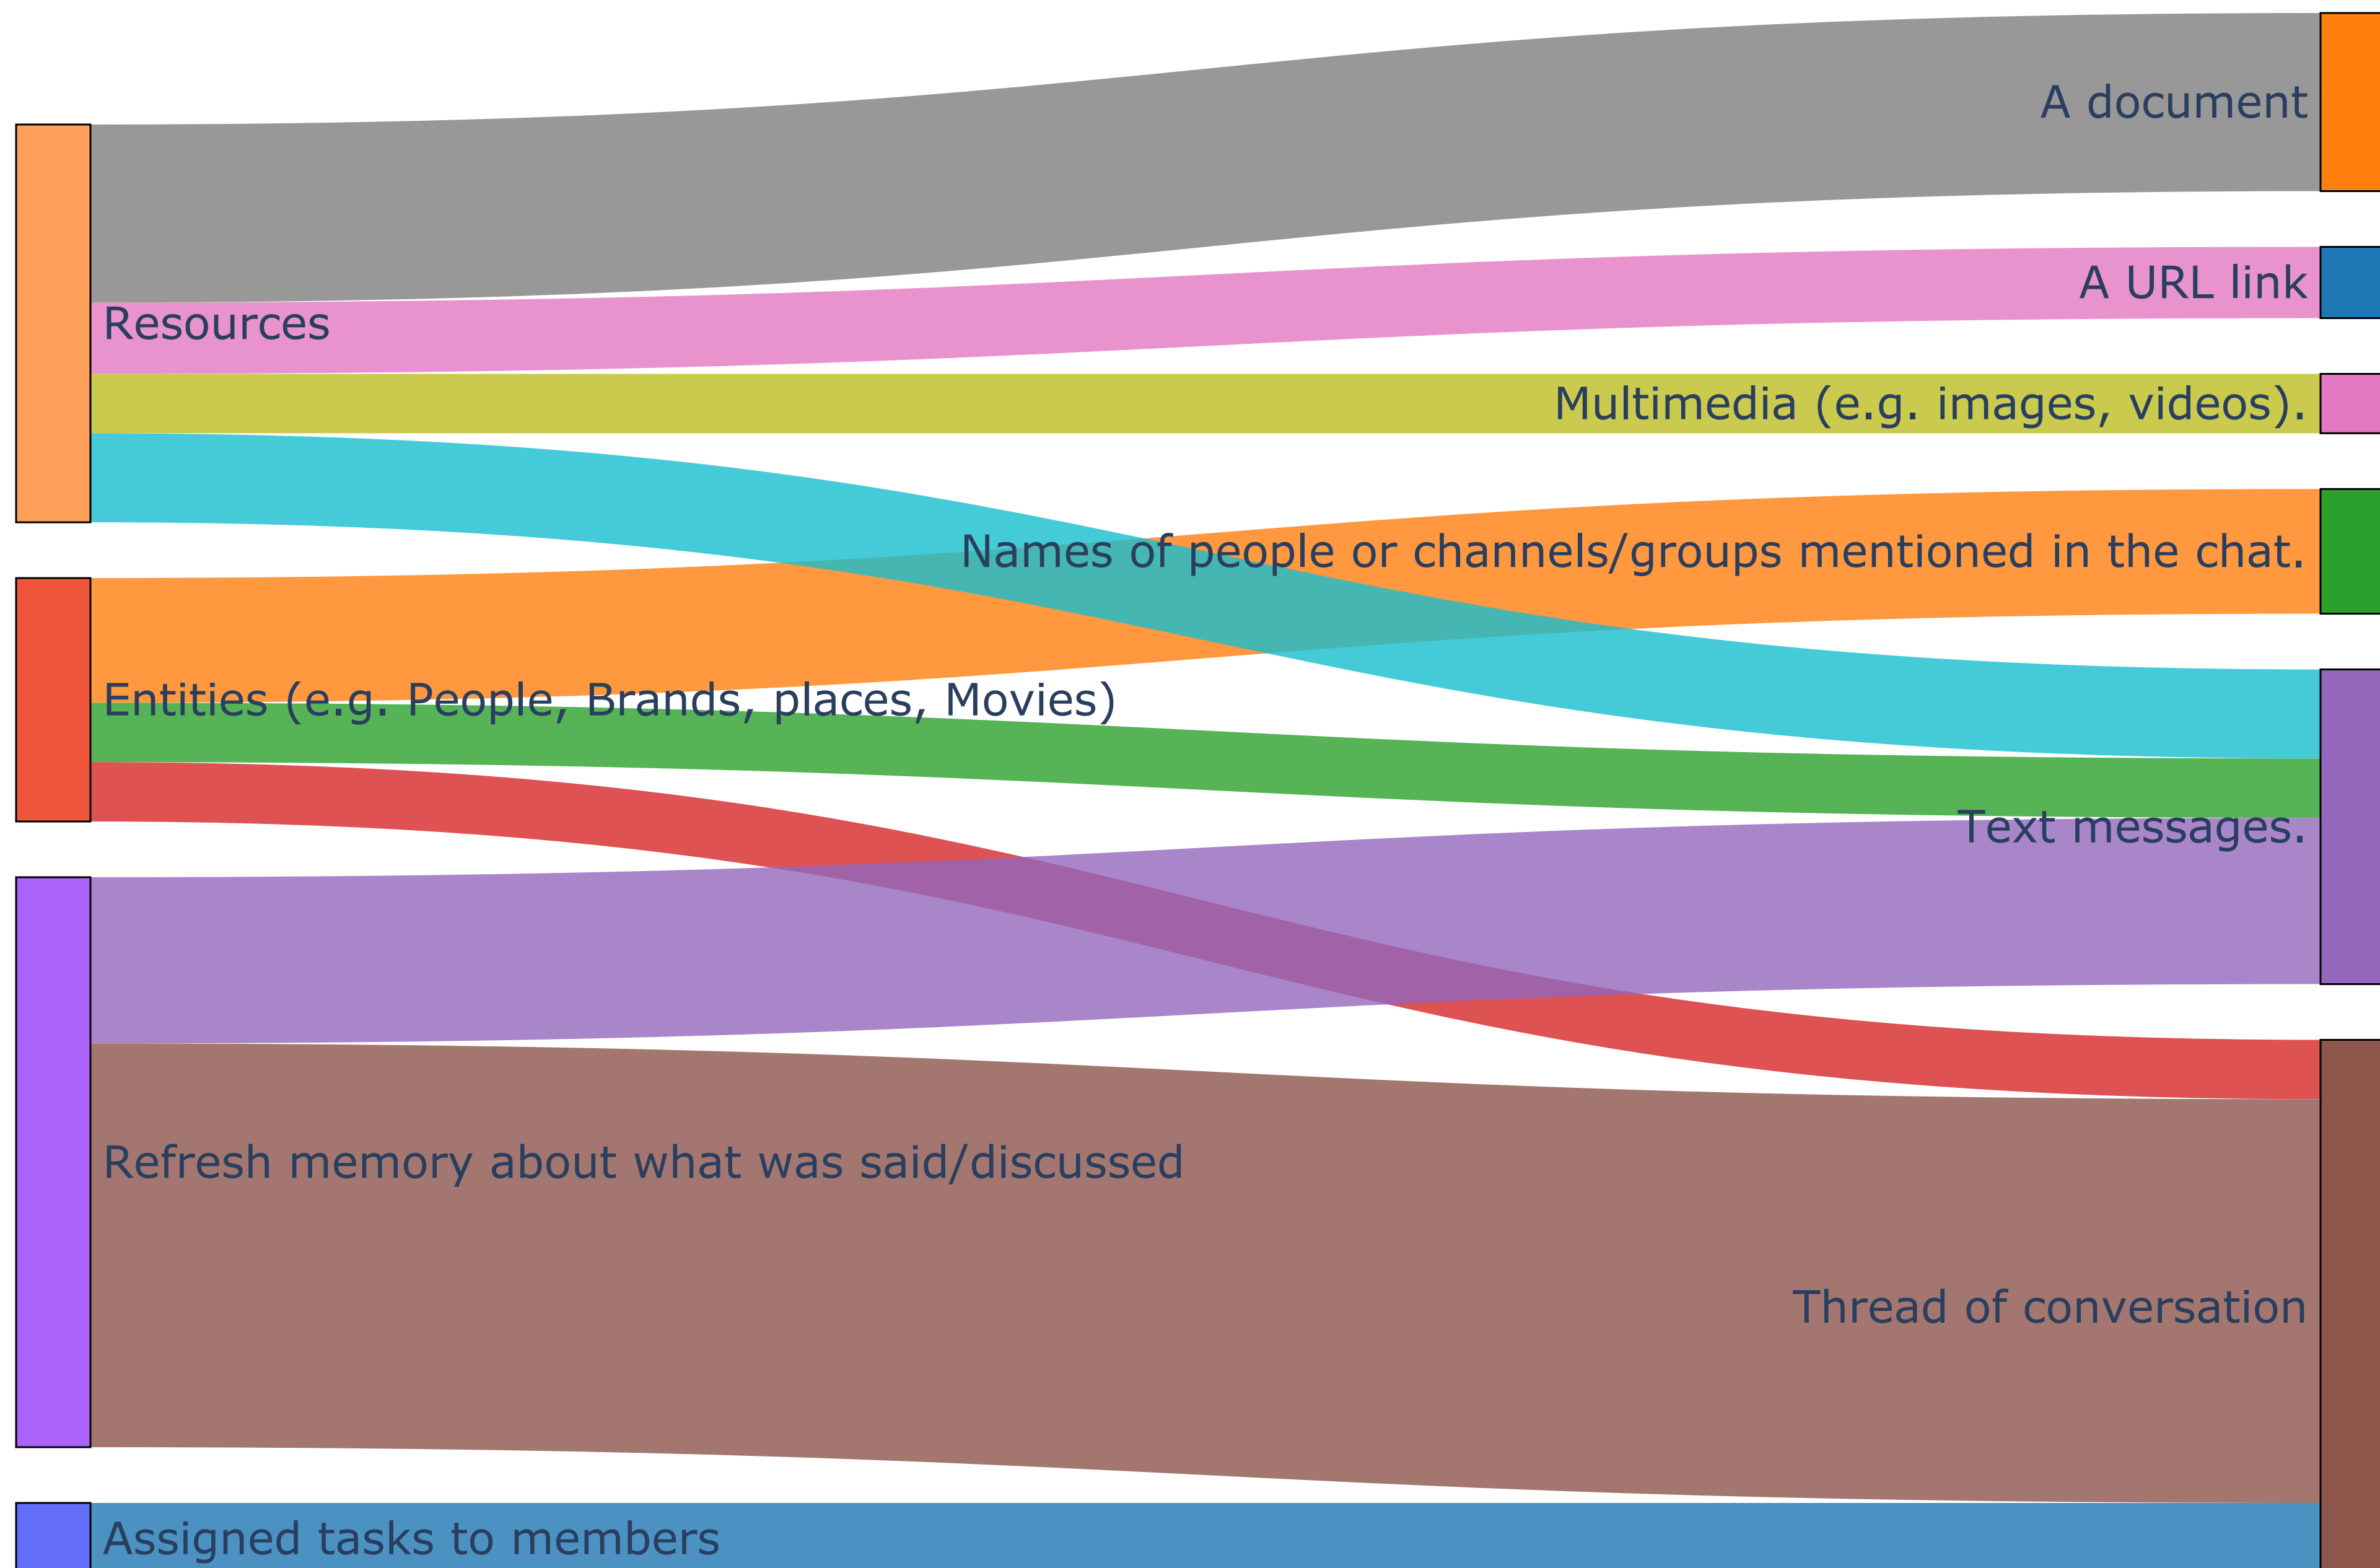 A document
A URL link
Resources
Multimedia (e.g. images, videos).
Names of people or channels/groups mentioned in the chat.
Entities (e.g. People, Brands, places, Movies)
Text messages.
Refresh memory about what was said/discussed
Thread of conversation
Assigned tasks to members